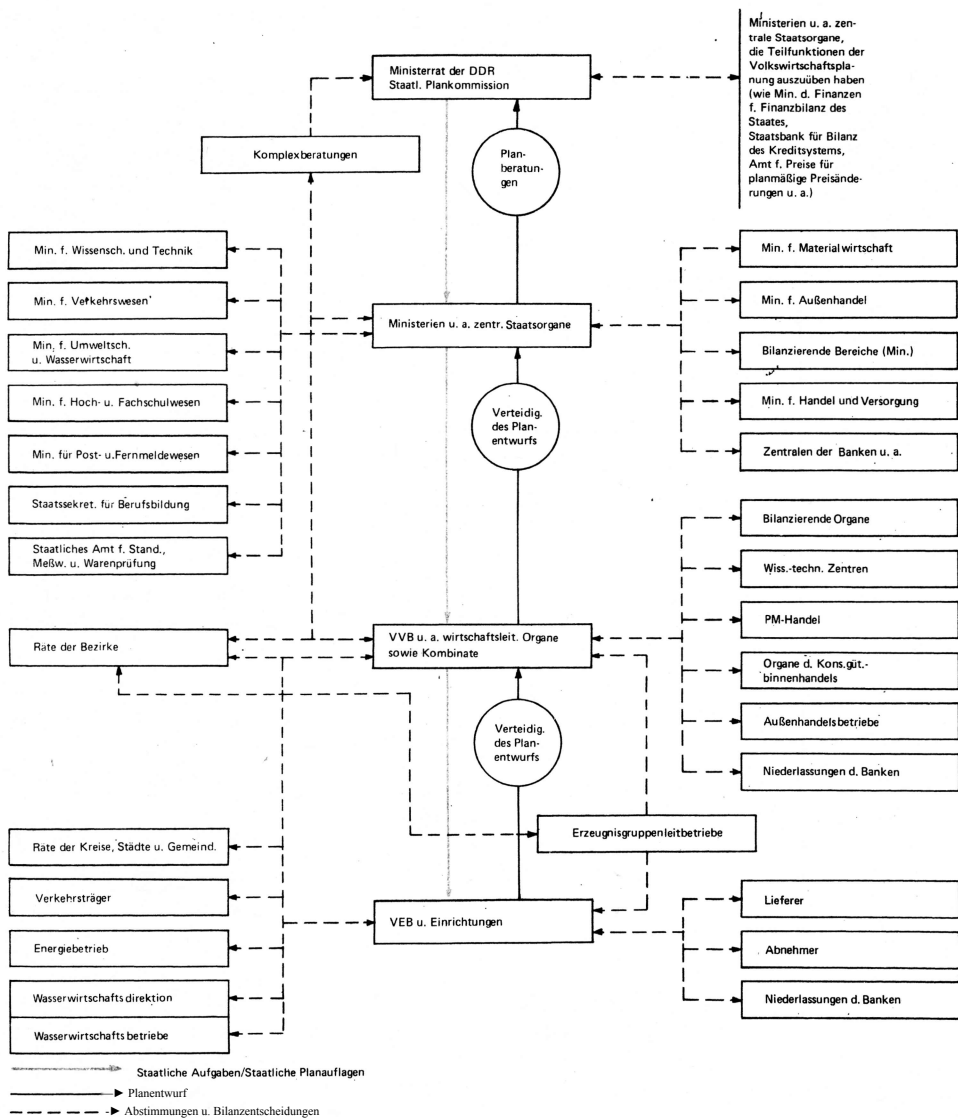 Ministerrat der DDR
Staatl. Plankommission
Ministerien u. a. zen-
trale Staatsorgane,
die Teilfunktionen der
Volkswirtschaftspla-
nung auszuüben haben
(wie Min. d. Finanzen
f. Finanzbilanz des
Staates,
Staatsbank für Bilanz
des Kreditsystems,
Amt f. Preise für
planmäßige Preisände-
rungen u. a.)
Komplexberatungen
Plan-
beratun-
gen
Min. f. Wissensch. und Technik
Min. f. Verkehrswesen
Min. f. Umweltsch.
u. Wasserwirtschaft
Min. f. Hoch- u. Fachschulwesen
Min. für Post- u. Fernmeldewesen
Staatssekret. für Berufsbildung
Staatliches Amt f. Stand.,
Meßw. u. Warenprüfung
Ministerien u. a. zentr. Staatsorgane
Min. f. Materialwirtschaft
Min. f. Außenhandel
Bilanzierende Bereiche (Min.)
Min. f. Handel und Versorgung
Zentralen der Banken u. a.
Verteidig.
des Plan-
entwurfs
Räte der Bezirke
VVB u. a. wirtschaftsleit. Organe
sowie Kombinate
Bilanzierende Organe
Wiss.-techn. Zentren
PM-Handel
Organe d. Kons.güt.-
binnenhandels
Außenhandelsbetriebe
Niederlassungen d. Banken
Verteidig.
des Plan-
entwurfs
Erzeugnisgruppenleitbetriebe
Räte der Kreise, Städte u. Gemeind.
Verkehrsträger
Energiebetrieb
Wasserwirtschaftsdirektion
Wasserwirtschaftsbetriebe
VEB u. Einrichtungen
Lieferer
Abnehmer
Niederlassungen d. Banken
Staatliche Aufgaben/Staatliche Planauflagen
Planentwurf
Abstimmungen u. Bilanzentscheidungen